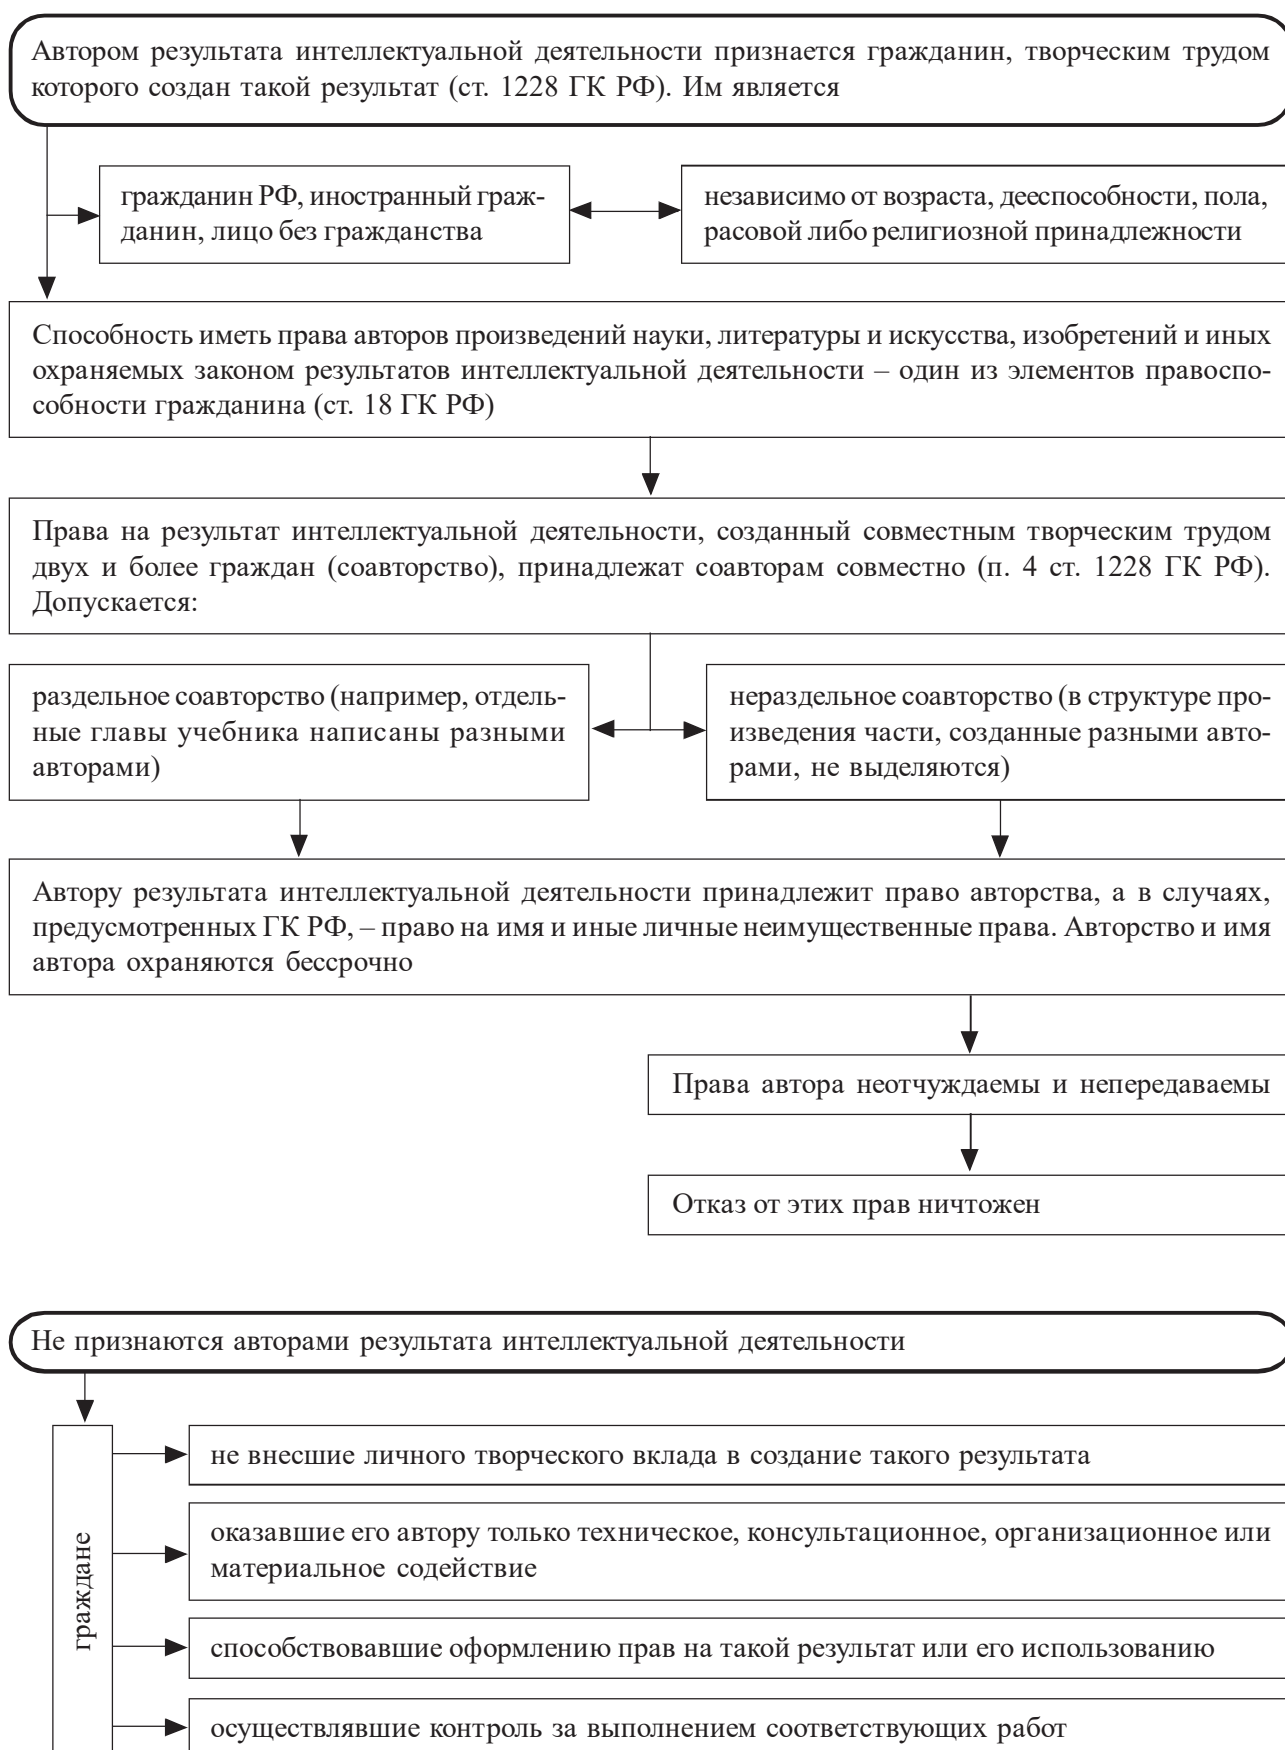 Автором результата интеллектуальной деятельности признается гражданин, творческим трудом
которого создан такой результат (ст. 1228 ГК РФ). Им является
гражданин РФ, иностранный граж-
данин, лицо без гражданства
независимо от возраста, дееспособности, пола,
расовой либо религиозной принадлежности
Способность иметь права авторов произведений науки, литературы и искусства, изобретений и иных
охраняемых законом результатов интеллектуальной деятельности – один из элементов правоспо-
собности гражданина (ст. 18 ГК РФ)
Права на результат интеллектуальной деятельности, созданный совместным творческим трудом
двух и более граждан (соавторство), принадлежат соавторам совместно (п. 4 ст. 1228 ГК РФ).
Допускается:
раздельное соавторство (например, отдель-
ные главы учебника написаны разными
авторами)
нераздельное соавторство (в структуре про-
изведения части, созданные разными авто-
рами, не выделяются)
Автору результата интеллектуальной деятельности принадлежит право авторства, а в случаях,
предусмотренных ГК РФ, – право на имя и иные личные неимущественные права. Авторство и имя
автора охраняются бессрочно
Права автора неотчуждаемы и непередаваемы
Отказ от этих прав ничтожен
Не признаются авторами результата интеллектуальной деятельности
граждане
не внесшие личного творческого вклада в создание такого результата
оказавшие его автору только техническое, консультационное, организационное или
материальное содействие
способствовавшие оформлению прав на такой результат или его использованию
осуществлявшие контроль за выполнением соответствующих работ